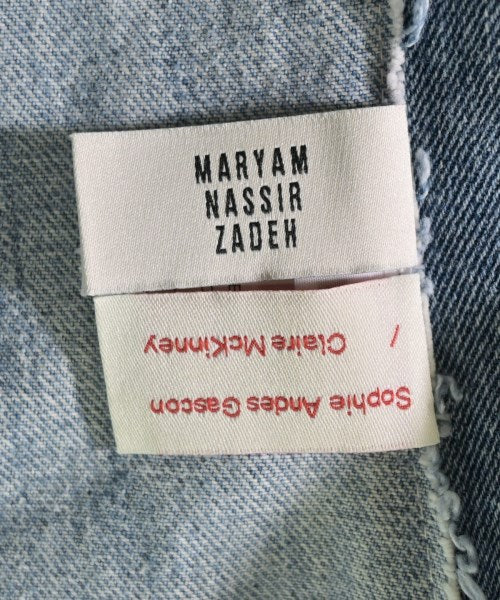 MARYAM
NASSIR
ZADEH
Sophie Andes Gascon
/ Claire McKinney